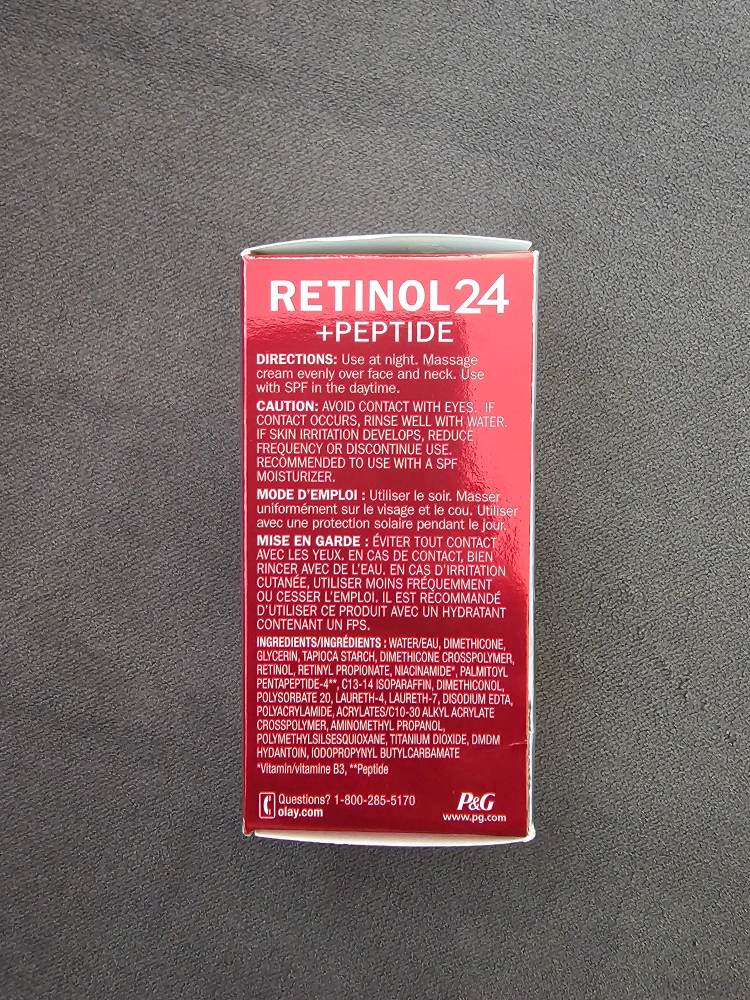 RETINOL24
+PEPTIDE
DIRECTIONS: Use at night. Massage
cream evenly over face and neck. Use
with SPF in the daytime.
CAUTION: AVOID CONTACT WITH EYES. IF
CONTACT OCCURS, RINSE WELL WITH WATER.
IF SKIN IRRITATION DEVELOPS, REDUCE
FREQUENCY OR DISCONTINUE USE.
RECOMMENDED TO USE WITH A SPF
MOISTURIZER.
MODE D'EMPLOI : Utiliser le soir. Masser
uniformément sur le visage et le cou. Utiliser
avec une protection solaire pendant le jour.
MISE EN GARDE : ÉVITER TOUT CONTACT
AVEC LES YEUX. EN CAS DE CONTACT, BIEN
RINCER AVEC DE L'EAU. EN CAS D'IRRITATION
CUTANÉE, UTILISER MOINS FRÉQUEMMENT
OU CESSER L'EMPLOI. IL EST RECOMMANDÉ
D'UTILISER CE PRODUIT AVEC UN HYDRATANT
CONTENANT UN FPS.
INGREDIENTS/INGRÉDIENTS : WATER/EAU, DIMETHICONE,
GLYCERIN, TAPIOCA STARCH, DIMETHICONE CROSSPOLYMER,
RETINOL, RETINYL PROPIONATE, NIACINAMIDE*, PALMITOYL
PENTAPEPTIDE-4**, C13-14 ISOPARAFFIN, DIMETHICONOL,
POLYSORBATE 20, LAURETH-4, LAURETH-7, DISODIUM EDTA,
POLYACRYLAMIDE, ACRYLATES/C10-30 ALKYL ACRYLATE
CROSSPOLYMER, AMINOMETHYL PROPANOL,
POLYMETHYLSILSESQUIOXANE, TITANIUM DIOXIDE, DMDM
HYDANTOIN, IODOPROPYNYL BUTYLCARBAMATE
*Vitamin/vitamine B3, **Peptide
Questions? 1-800-285-5170
olay.com
P&G
www.pg.com